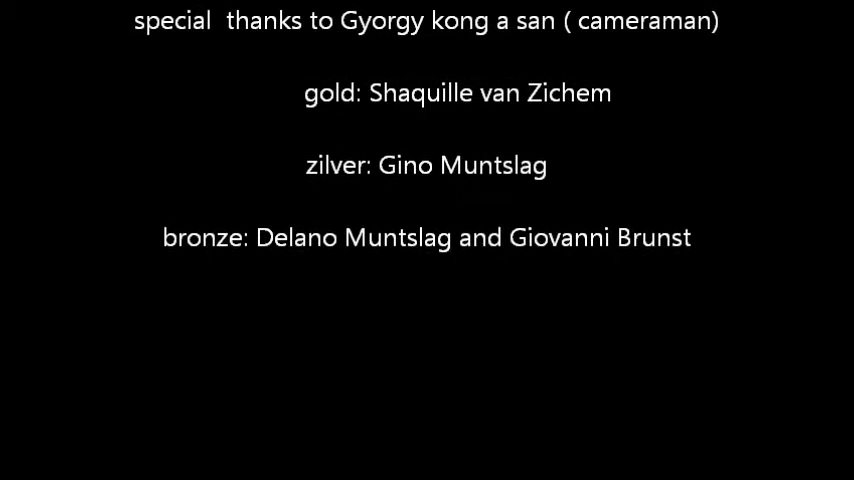 special  thanks to Gyorgy kong a san ( cameraman)
gold: Shaquille van Zichem
zilver: Gino Muntslag
bronze: Delano Muntslag and Giovanni Brunst